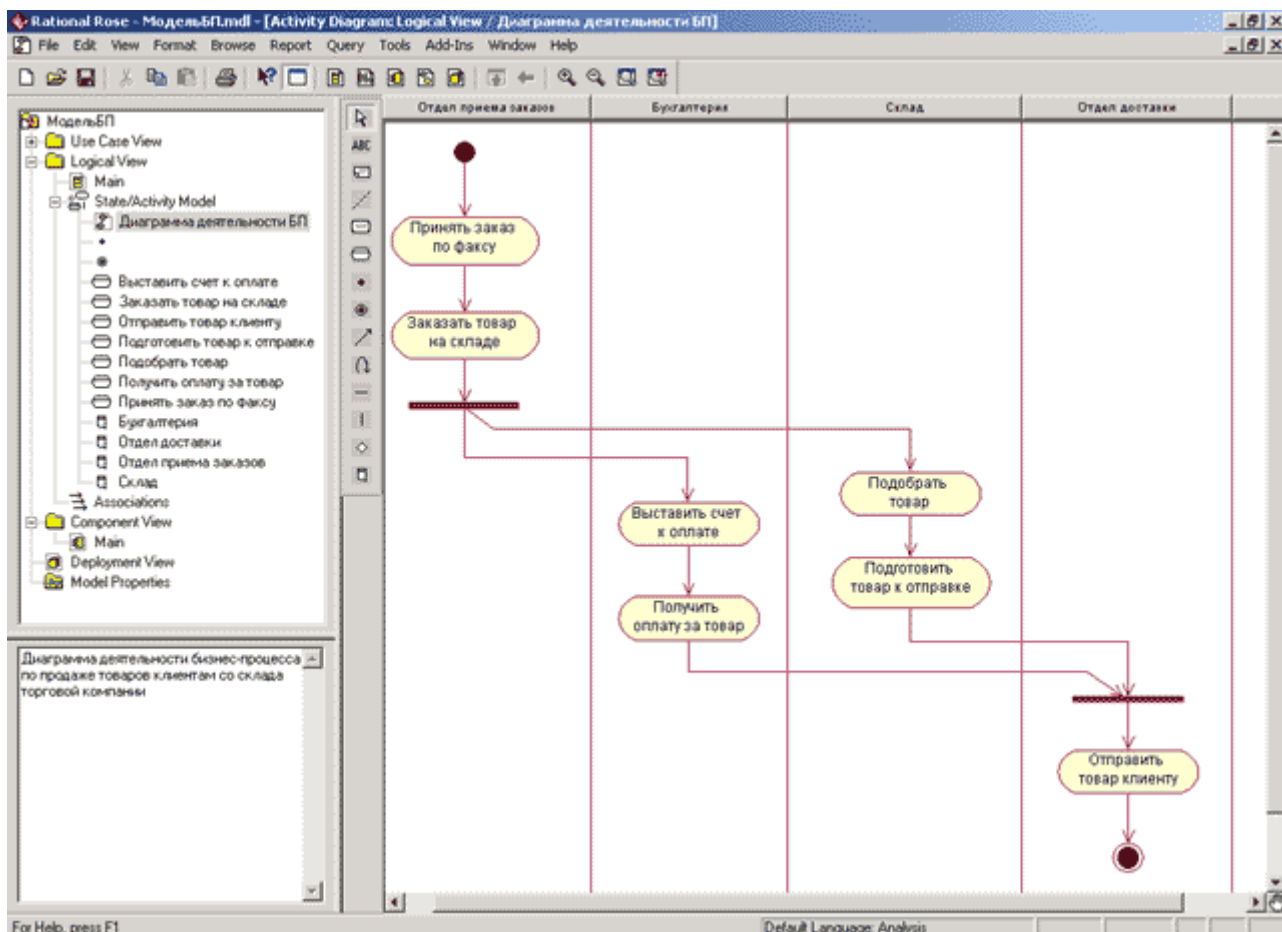 Rational Rose - МодельБП.mdl - [Activity Diagram: Logical View / Диаграмма деятельности БП]
File Edit View Format Browse Report Query Tools Add-Ins Window Help
МодельБП
Use Case View
Logical View
Main
State/Activity Model
Диаграмма деятельности БП
Выставить счет к оплате
Заказать товар на складе
Отправить товар клиенту
Подготовить товар к отправке
Подобрать товар
Получить оплату за товар
Принять заказ по факсу
Бухгалтерия
Отдел доставки
Отдел приема заказов
Склад
Associations
Component View
Main
Deployment View
Model Properties
Диаграмма деятельности бизнес-процесса
по продаже товаров клиентам со склада
торговой компании
ABC
Отдел приема заказов Бухгалтерия Склад Отдел доставки
Принять заказ
по факсу
Заказать товар
на складе
Подобрать
товар
Выставить счет
к оплате
Подготовить
товар к отправке
Получить
оплату за товар
Отправить
товар клиенту
For Help, press F1
Default Language: Analysis